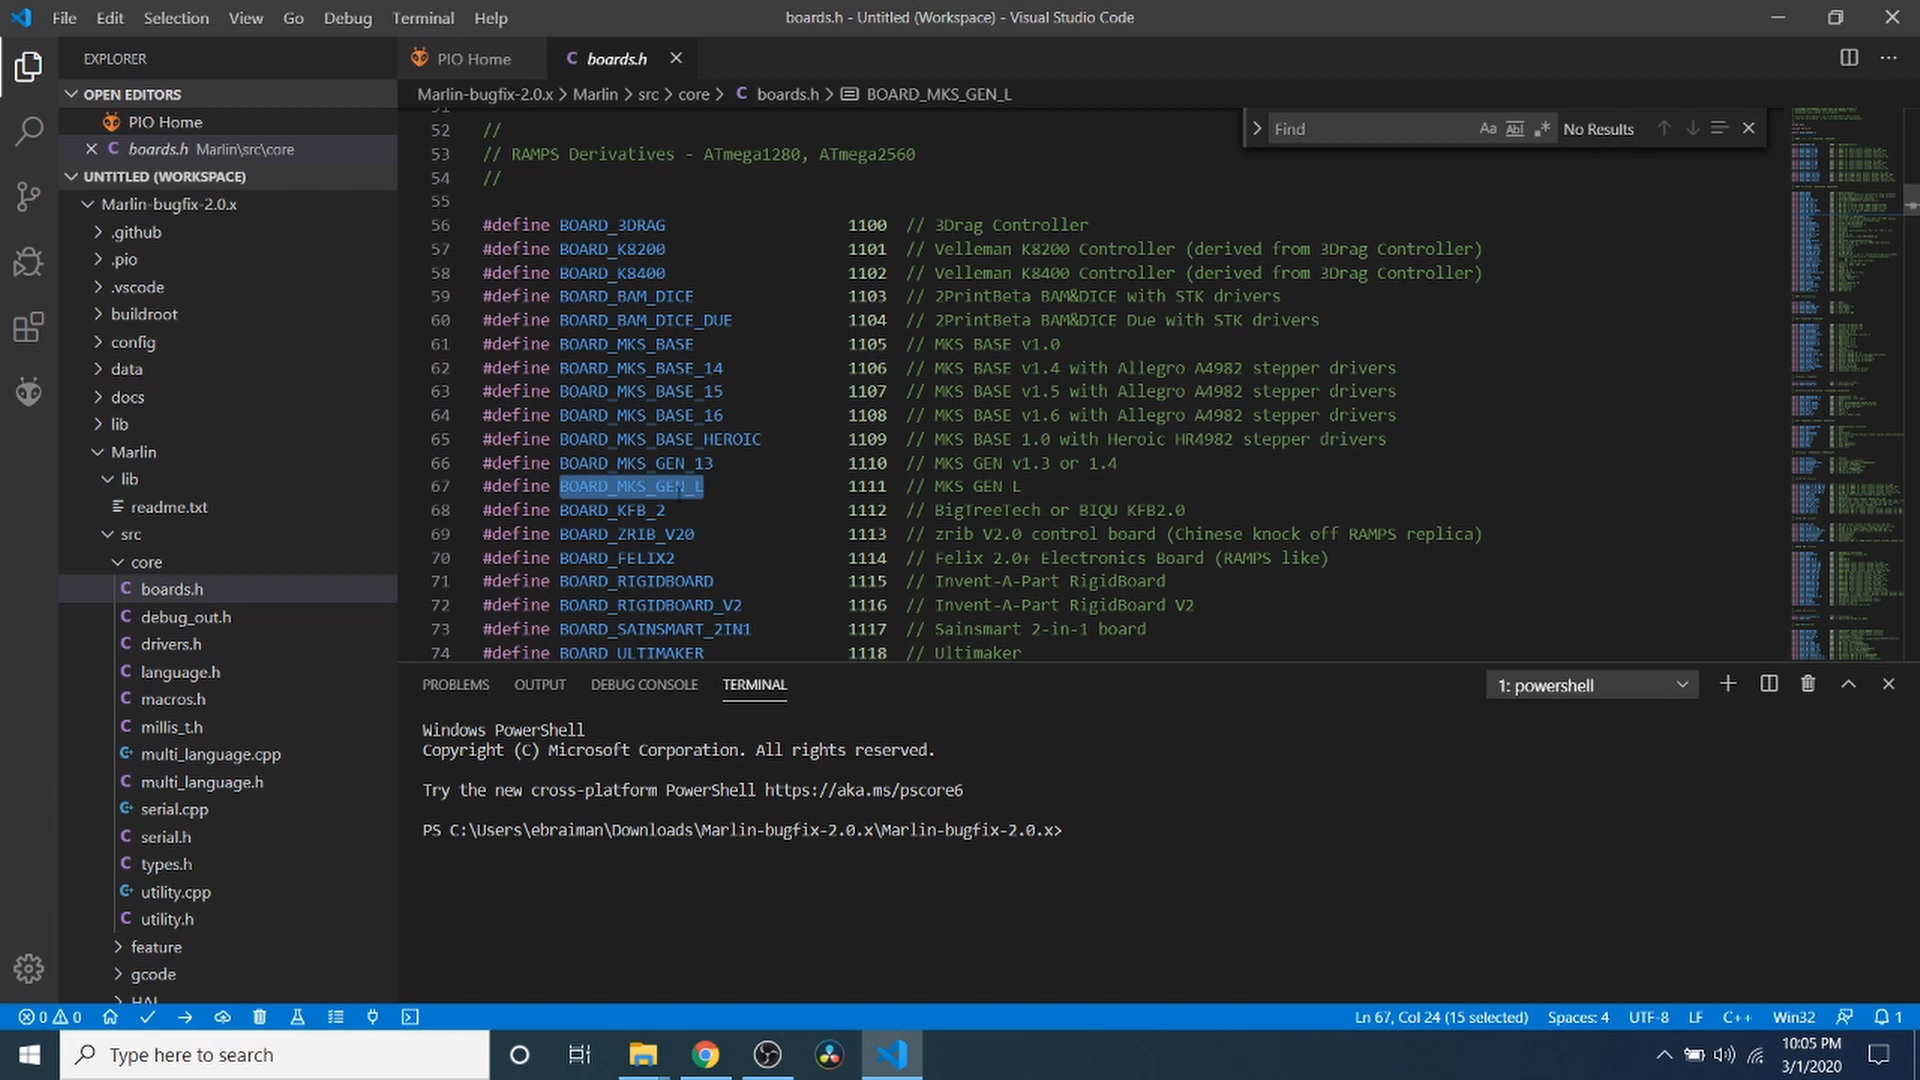 File Edit Selection View Go Debug Terminal Help
boards.h - Untitled (Workspace) - Visual Studio Code
EXPLORER
OPEN EDITORS
PIO Home
boards.h Marlin\src\core
UNTITLED (WORKSPACE)
Marlin-bugfix-2.0.x
.github
.pio
.vscode
buildroot
config
data
docs
lib
Marlin
lib
readme.txt
src
core
boards.h
debug_out.h
drivers.h
language.h
macros.h
millis_t.h
multi_language.cpp
multi_language.h
serial.cpp
serial.h
types.h
utility.cpp
utility.h
feature
gcode
HAL
PIO Home
boards.h
Marlin-bugfix-2.0.x > Marlin > src > core > boards.h > BOARD_MKS_GEN_L
Find Aa Abl .* No Results
52 //
53 // RAMPS Derivatives - ATmega1280, ATmega2560
54 //
55
56 #define BOARD_3DRAG 1100 // 3Drag Controller
57 #define BOARD_K8200 1101 // Velleman K8200 Controller (derived from 3Drag Controller)
58 #define BOARD_K8400 1102 // Velleman K8400 Controller (derived from 3Drag Controller)
59 #define BOARD_BAM_DICE 1103 // 2PrintBeta BAM&DICE with STK drivers
60 #define BOARD_BAM_DICE_DUE 1104 // 2PrintBeta BAM&DICE Due with STK drivers
61 #define BOARD_MKS_BASE 1105 // MKS BASE v1.0
62 #define BOARD_MKS_BASE_14 1106 // MKS BASE v1.4 with Allegro A4982 stepper drivers
63 #define BOARD_MKS_BASE_15 1107 // MKS BASE v1.5 with Allegro A4982 stepper drivers
64 #define BOARD_MKS_BASE_16 1108 // MKS BASE v1.6 with Allegro A4982 stepper drivers
65 #define BOARD_MKS_BASE_HEROIC 1109 // MKS BASE 1.0 with Heroic HR4982 stepper drivers
66 #define BOARD_MKS_GEN_13 1110 // MKS GEN v1.3 or 1.4
67 #define BOARD_MKS_GEN_L 1111 // MKS GEN L
68 #define BOARD_KFB_2 1112 // BigTreeTech or BIQU KFB2.0
69 #define BOARD_ZRIB_V20 1113 // zrib V2.0 control board (Chinese knock off RAMPS replica)
70 #define BOARD_FELIX2 1114 // Felix 2.0+ Electronics Board (RAMPS like)
71 #define BOARD_RIGIDBOARD 1115 // Invent-A-Part RigidBoard
72 #define BOARD_RIGIDBOARD_V2 1116 // Invent-A-Part RigidBoard V2
73 #define BOARD_SAINSMART_2IN1 1117 // Sainsmart 2-in-1 board
74 #define BOARD_ULTIMAKER 1118 // Ultimaker
PROBLEMS OUTPUT DEBUG CONSOLE TERMINAL
1: powershell
Windows PowerShell
Copyright (C) Microsoft Corporation. All rights reserved.
Try the new cross-platform PowerShell https://aka.ms/pscore6
PS C:\Users\ebraiman\Downloads\Marlin-bugfix-2.0.x\Marlin-bugfix-2.0.x>
0 0
Ln 67, Col 24 (15 selected) Spaces: 4 UTF-8 LF C++ Win32 1
Type here to search
10:05 PM
3/1/2020